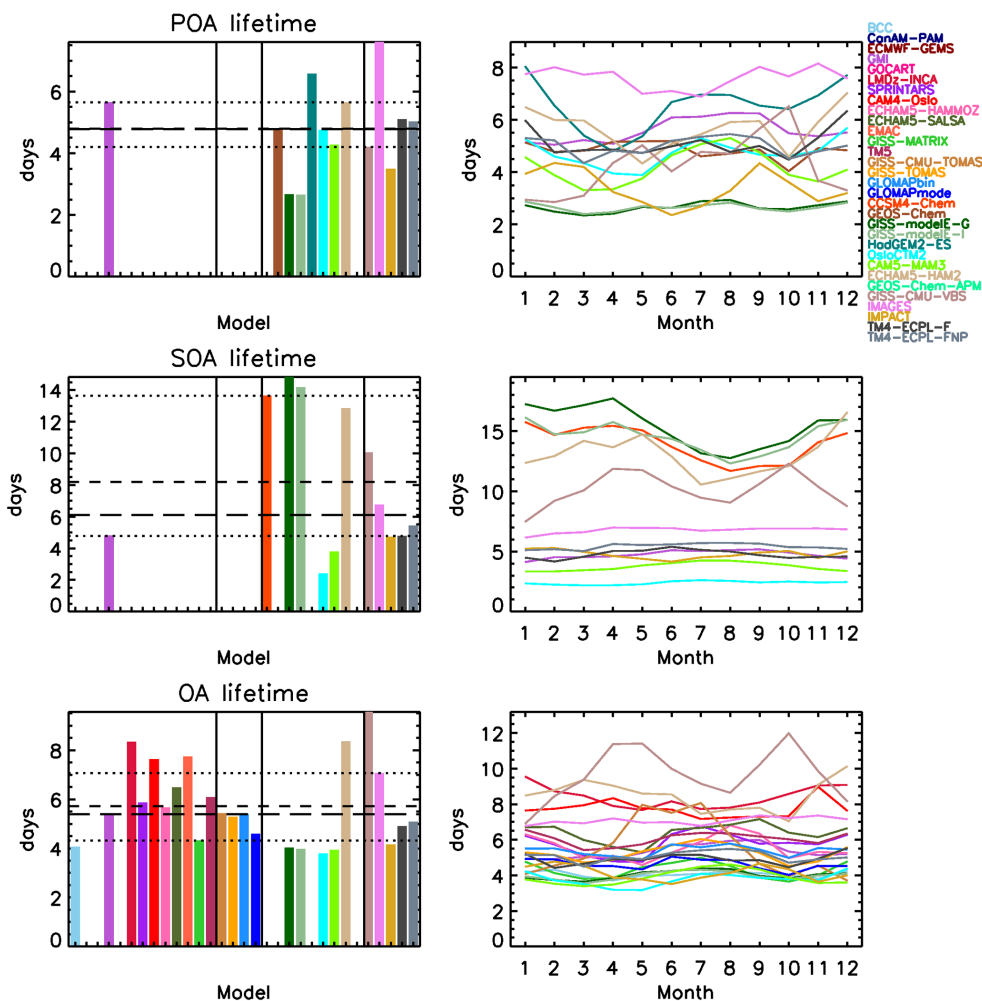 POA lifetime
days
0
2
4
6
Model
days
0
2
4
6
8
1 2 3 4 5 6 7 8 9 10 11 12
Month
BCC
CanAM-PAM
ECMWF-GEMS
GMI
GOCART
LMDz-INCA
SPRINTARS
CAM4-Oslo
ECHAM5-HAMMOZ
ECHAM5-SALSA
EMAC
GISS-MATRIX
TM5
GISS-CMU-TOMAS
GISS-TOMAS
GLOMAPbin
GLOMAPmode
CCSM4-Chem
GEOS-Chem
GISS-modelE-G
GISS-modelE-I
HadGEM2-ES
OsloCTM2
CAM5-MAM3
ECHAM5-HAM2
GEOS-Chem-APM
GISS-CMU-VBS
IMAGES
IMPACT
TM4-ECPL-F
TM4-ECPL-FNP
SOA lifetime
days
0
2
4
6
8
10
12
14
Model
days
0
5
10
15
1 2 3 4 5 6 7 8 9 10 11 12
Month
OA lifetime
days
0
2
4
6
8
Model
days
0
2
4
6
8
10
12
1 2 3 4 5 6 7 8 9 10 11 12
Month